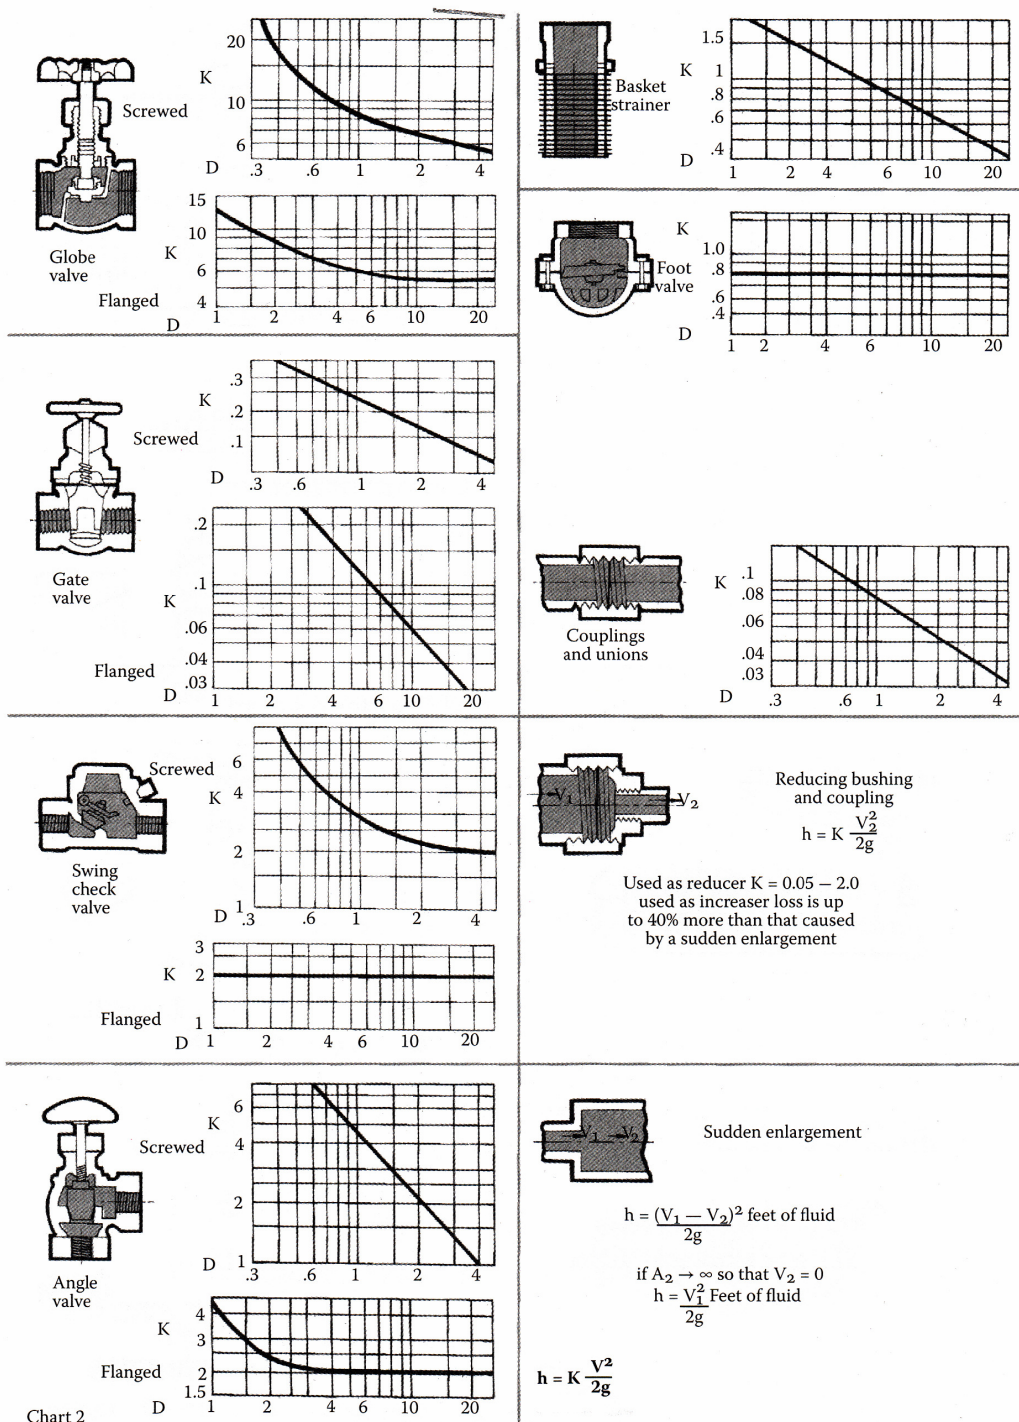 20
K
Screwed
10
6
D
.3 .6 1 2 4
15
10
K
6
Globe
valve
Flanged
4
D
1 2 4 6 10 20
.3
K
.2
Screwed
.1
D
.3 .6 1 2 4
.2
.1
K
Gate
valve
.06
.04
Flanged
.03
D
1 2 4 6 10 20
Screwed
6
K
4
2
Swing
check
valve
D 1
.3 .6 1 2 4
3
K 2
Flanged
1
D 1 2 4 6 10 20
6
K
Screwed
4
2
D 1
.3 .6 1 2 4
Angle
valve
4
K
3
Flanged
2
1.5
D 1 2 4 6 10 20
Chart 2
1.5
K
1
Basket
strainer
.8
.6
.4
D
1 2 4 6 10 20
K
1.0
Foot
valve
.8
.6
.4
D
1 2 4 6 10 20
K .1
.08
.06
Couplings
and unions
.04
.03
D
.3 .6 1 2 4
V₁ V₂
Reducing bushing
and coupling
h = K V₂²/2g
Used as reducer K = 0.05 – 2.0
used as increaser loss is up
to 40% more than that caused
by a sudden enlargement
V₁ V₂
Sudden enlargement
h = (V₁ — V₂)²/2g feet of fluid
if A₂ → ∞ so that V₂ = 0
h = V₁²/2g Feet of fluid
h = K V²/2g